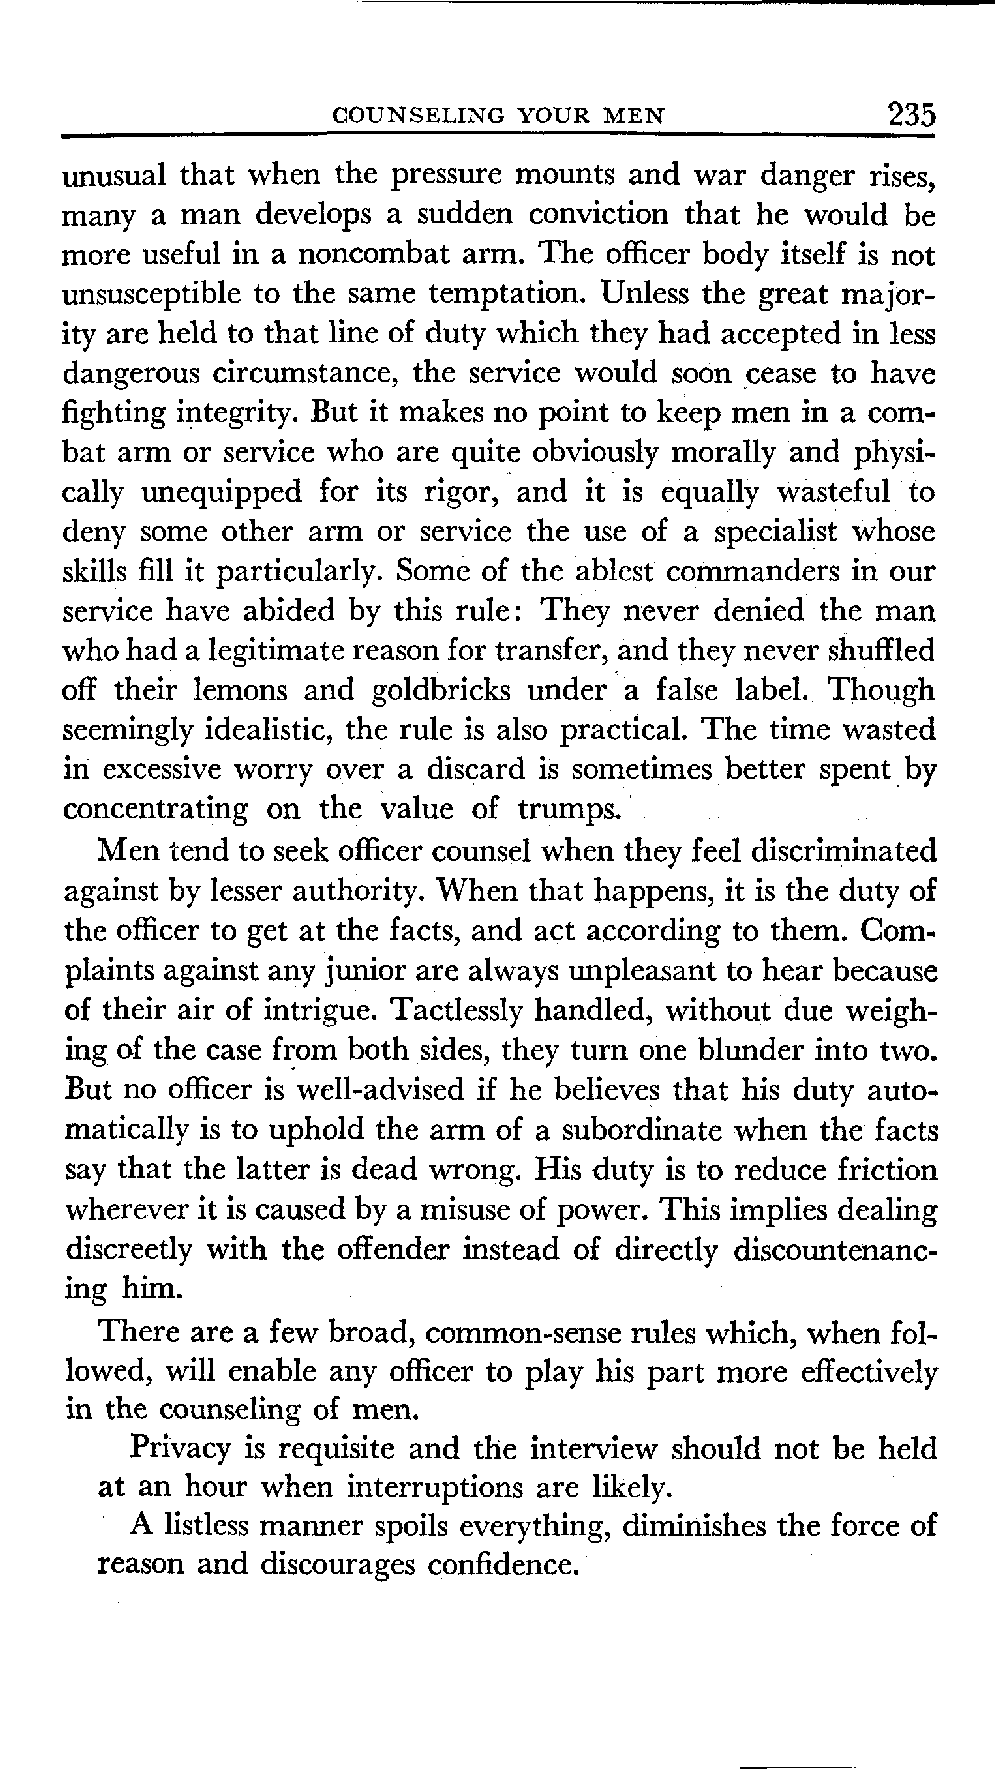 COUNSELING YOUR MEN 235
unusual that when the pressure mounts and war danger rises,
many a man develops a sudden conviction that he would be
more useful in a noncombat arm. The officer body itself is not
unsusceptible to the same temptation. Unless the great major-
ity are held to that line of duty which they had accepted in less
dangerous circumstance, the service would soon cease to have
fighting integrity. But it makes no point to keep men in a com-
bat arm or service who are quite obviously morally and physi-
cally unequipped for its rigor, and it is equally wasteful to
deny some other arm or service the use of a specialist whose
skills fill it particularly. Some of the ablest commanders in our
service have abided by this rule: They never denied the man
who had a legitimate reason for transfer, and they never shuffled
off their lemons and goldbricks under a false label. Though
seemingly idealistic, the rule is also practical. The time wasted
in excessive worry over a discard is sometimes better spent by
concentrating on the value of trumps.
Men tend to seek officer counsel when they feel discriminated
against by lesser authority. When that happens, it is the duty of
the officer to get at the facts, and act according to them. Com-
plaints against any junior are always unpleasant to hear because
of their air of intrigue. Tactlessly handled, without due weigh-
ing of the case from both sides, they turn one blunder into two.
But no officer is well-advised if he believes that his duty auto-
matically is to uphold the arm of a subordinate when the facts
say that the latter is dead wrong. His duty is to reduce friction
wherever it is caused by a misuse of power. This implies dealing
discreetly with the offender instead of directly discountenanc-
ing him.
There are a few broad, common-sense rules which, when fol-
lowed, will enable any officer to play his part more effectively
in the counseling of men.
Privacy is requisite and the interview should not be held
at an hour when interruptions are likely.
A listless manner spoils everything, diminishes the force of
reason and discourages confidence.